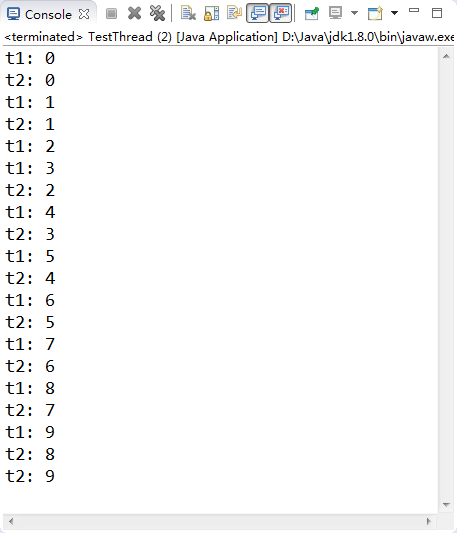 Console
<terminated> TestThread (2) [Java Application] D:\Java\jdk1.8.0\bin\javaw.exe
t1: 0
t2: 0
t1: 1
t2: 1
t1: 2
t1: 3
t2: 2
t1: 4
t2: 3
t1: 5
t2: 4
t1: 6
t2: 5
t1: 7
t2: 6
t1: 8
t2: 7
t1: 9
t2: 8
t2: 9